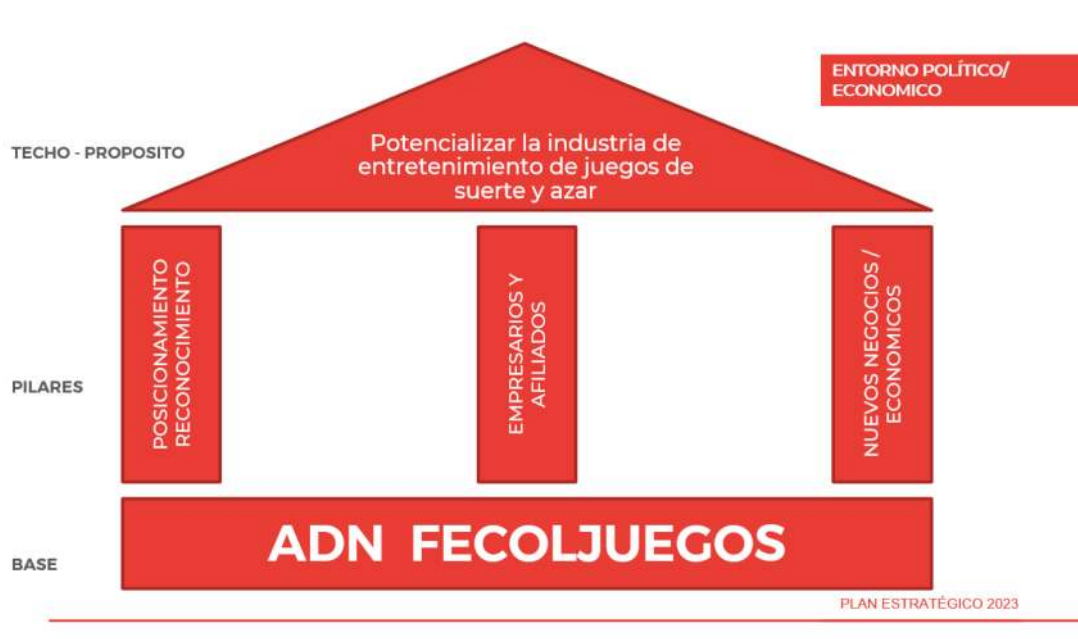 ENTORNO POLÍTICO/
ECONOMICO
TECHO - PROPOSITO
Potencializar la industria de
entretenimiento de juegos de
suerte y azar
PILARES
POSICIONAMIENTO
RECONOCIMIENTO
EMPRESARIOS Y
AFILIADOS
NUEVOS NEGOCIOS /
ECONOMICOS
BASE
ADN FECOLJUEGOS
PLAN ESTRATÉGICO 2023